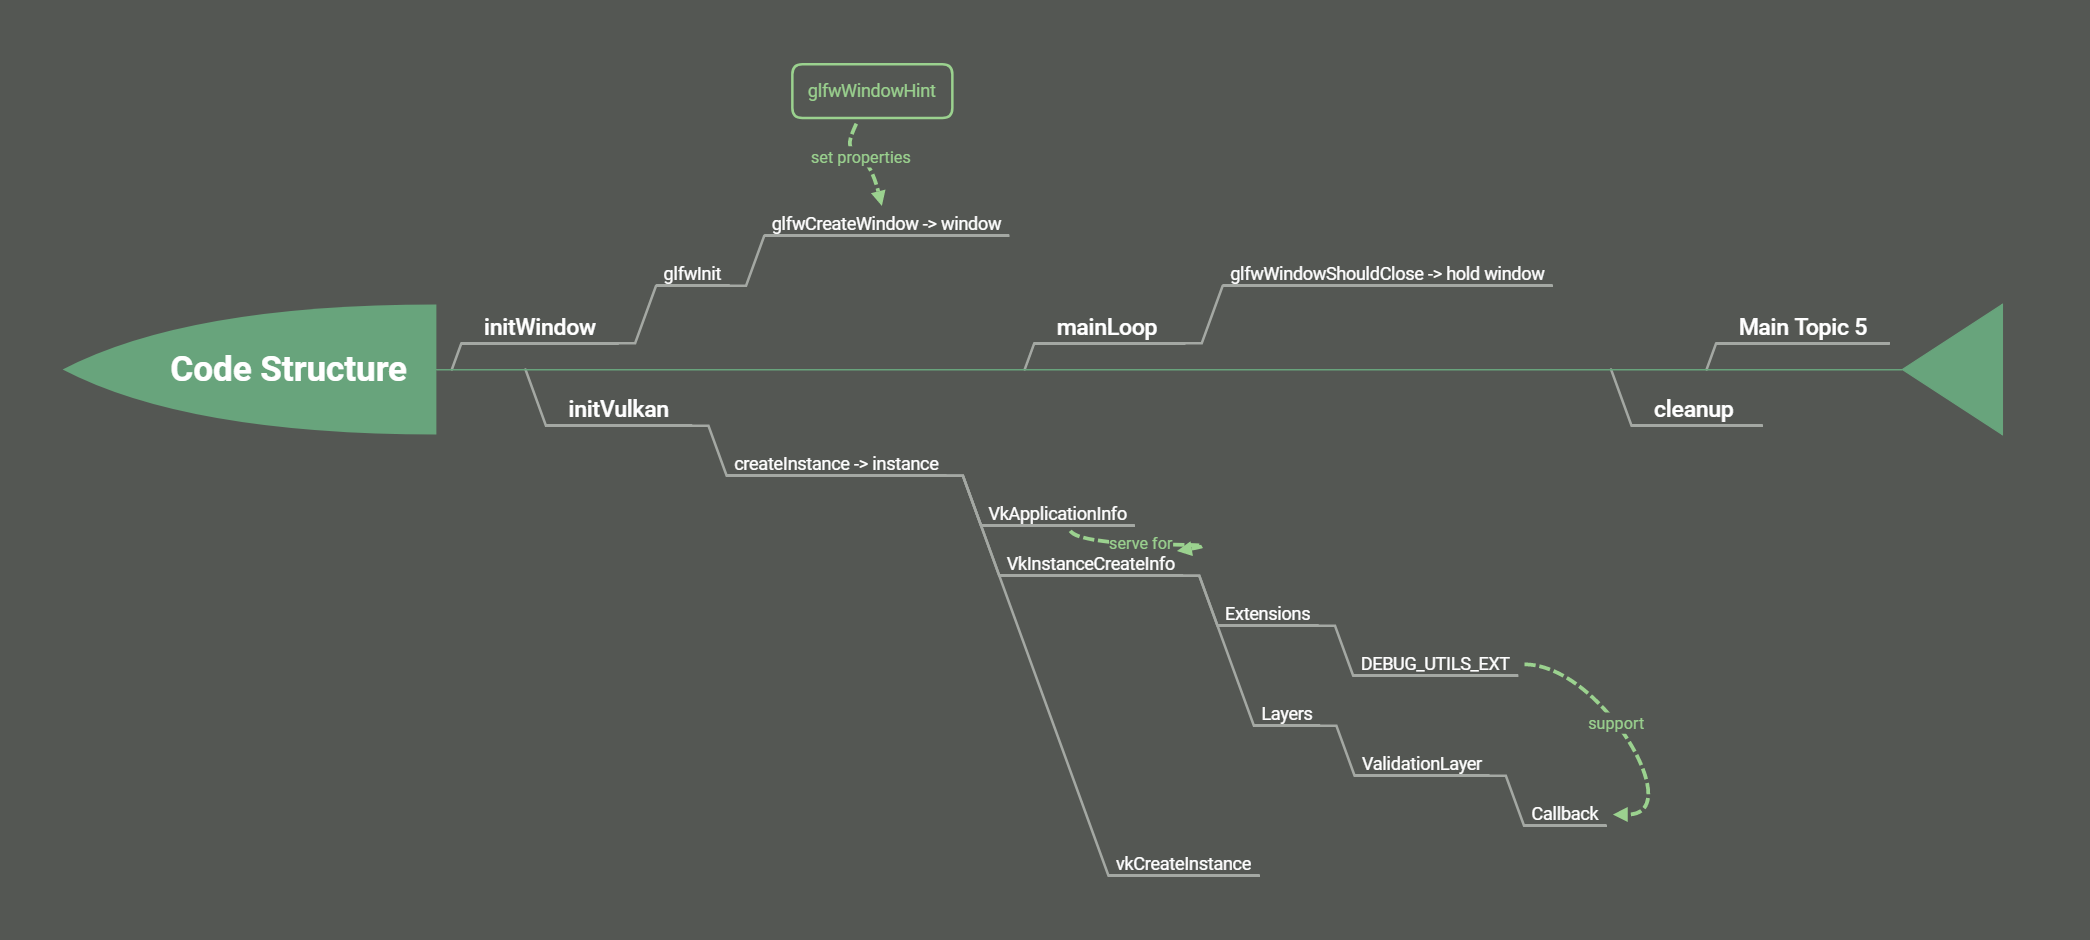 glfwWindowHint
set properties
glfwCreateWindow -> window
glfwInit
glfwWindowShouldClose -> hold window
initWindow
mainLoop
Main Topic 5
Code Structure
initVulkan
cleanup
createInstance -> instance
VkApplicationInfo
serve for
VkInstanceCreateInfo
Extensions
DEBUG_UTILS_EXT
Layers
support
ValidationLayer
Callback
vkCreateInstance